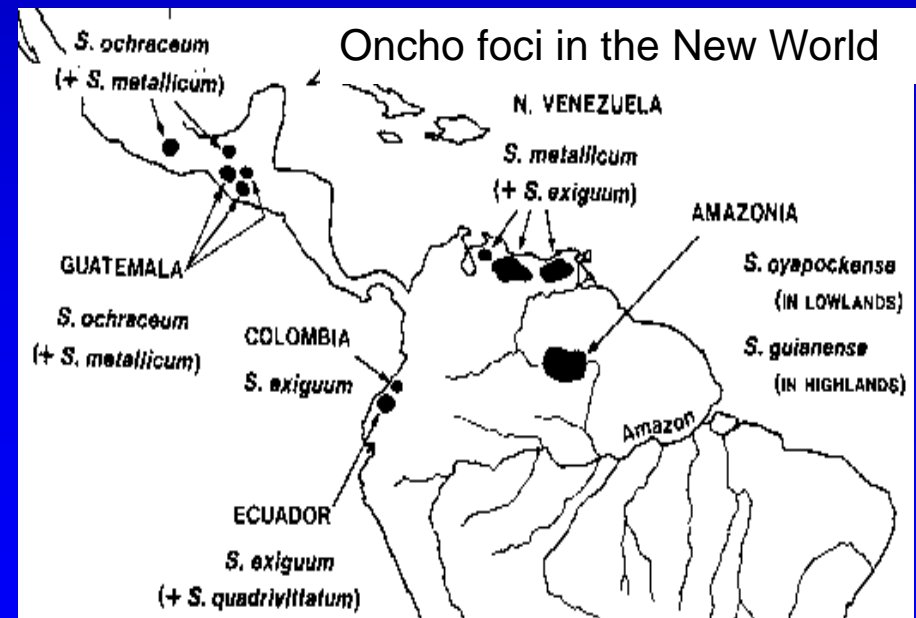 Oncho foci in the New World
S. ochraceum
(+ S. metallicum)
N. VENEZUELA
S. metallicum
(+ S. exiguum)
AMAZONIA
S. oyapockense
(IN LOWLANDS)
S. guianense
(IN HIGHLANDS)
GUATEMALA
S. ochraceum
(+ S. metallicum)
COLOMBIA
S. exiguum
Amazon
ECUADOR
S. exiguum
(+ S. quadrivittatum)